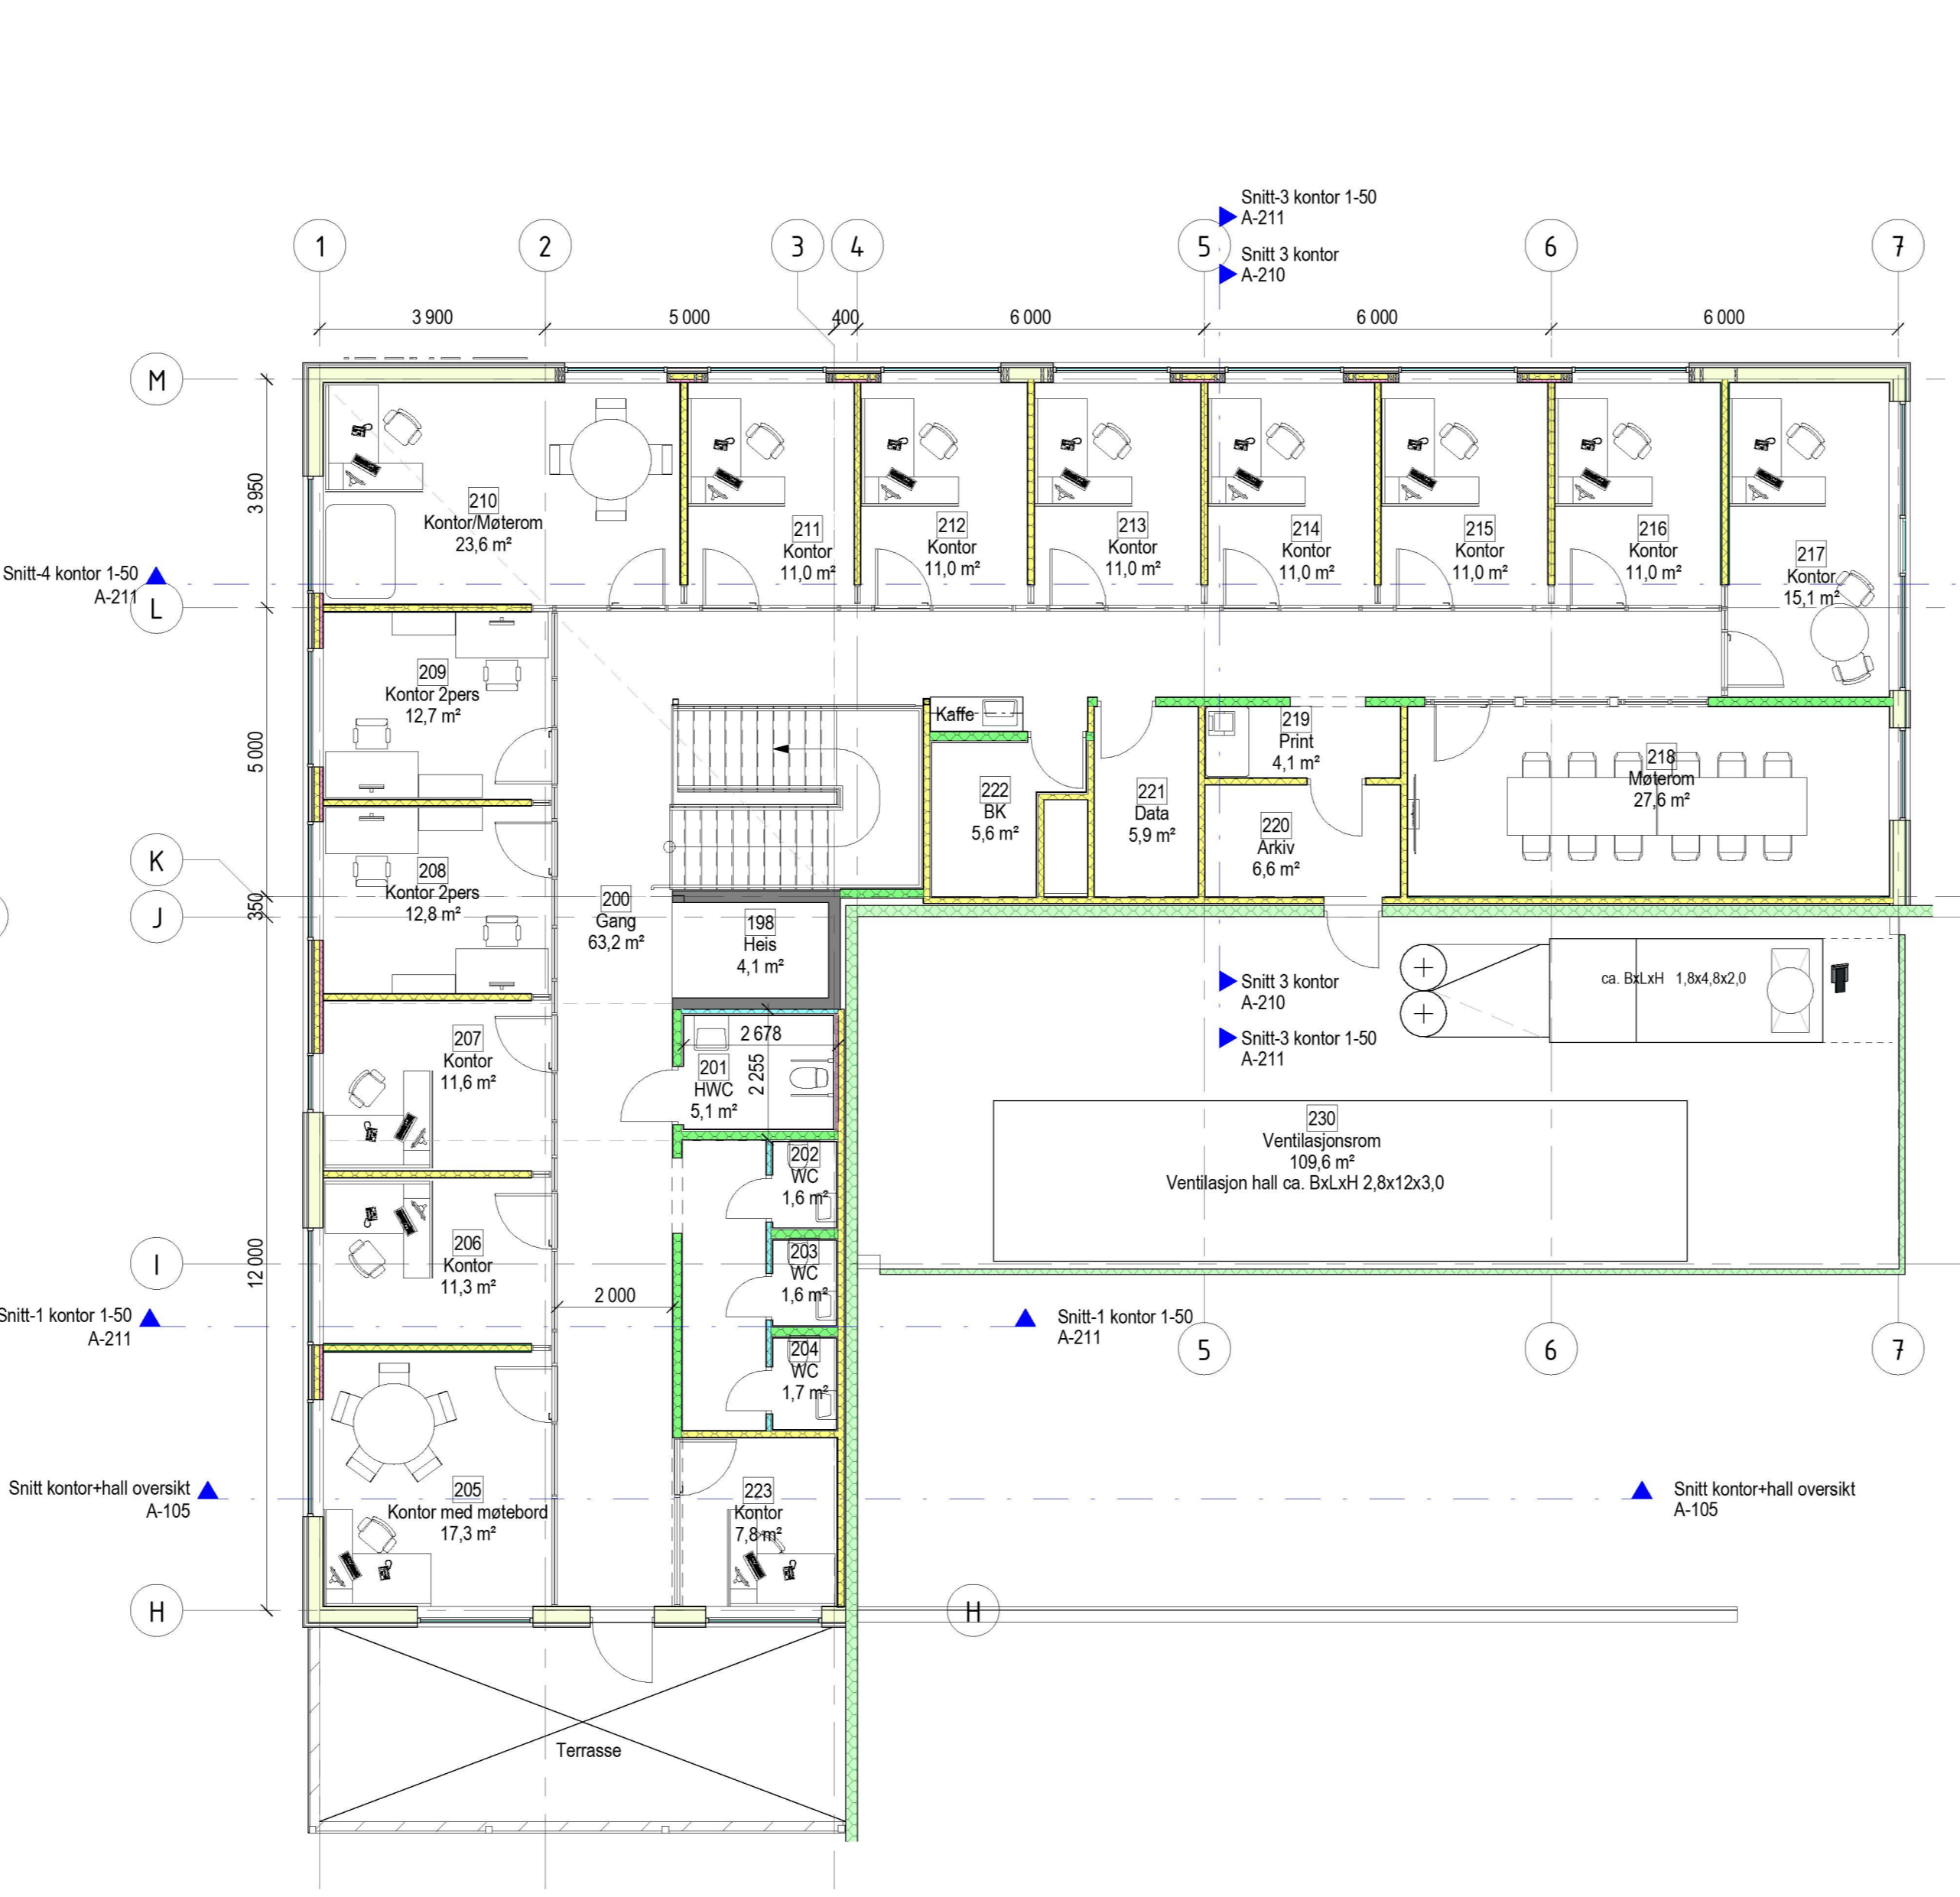 Snitt-3 kontor 1-50
A-211
Snitt 3 kontor
A-210
1
2
3
4
5
6
7
3 900
5 000
400
6 000
6 000
6 000
M
3 950
210
Kontor/Møterom
23,6 m²
211
Kontor
11,0 m²
212
Kontor
11,0 m²
213
Kontor
11,0 m²
214
Kontor
11,0 m²
215
Kontor
11,0 m²
216
Kontor
11,0 m²
217
Kontor
15,1 m²
Snitt-4 kontor 1-50
A-211
L
209
Kontor 2pers
12,7 m²
5 000
Kaffe
219
Print
4,1 m²
218
Møterom
27,6 m²
222
BK
5,6 m²
221
Data
5,9 m²
220
Arkiv
6,6 m²
K
208
Kontor 2pers
12,8 m²
350
J
200
Gang
63,2 m²
198
Heis
4,1 m²
Snitt 3 kontor
A-210
Snitt-3 kontor 1-50
A-211
ca. BxLxH 1,8x4,8x2,0
207
Kontor
11,6 m²
2 678
2 255
201
HWC
5,1 m²
230
Ventilasjonsrom
109,6 m²
Ventilasjon hall ca. BxLxH 2,8x12x3,0
202
WC
1,6 m²
206
Kontor
11,3 m²
203
WC
1,6 m²
I
12 000
2 000
Snitt-1 kontor 1-50
A-211
Snitt-1 kontor 1-50
A-211
5
6
7
204
WC
1,7 m²
Snitt kontor+hall oversikt
A-105
205
Kontor med møtebord
17,3 m²
223
Kontor
7,8 m²
Snitt kontor+hall oversikt
A-105
H
H
Terrasse